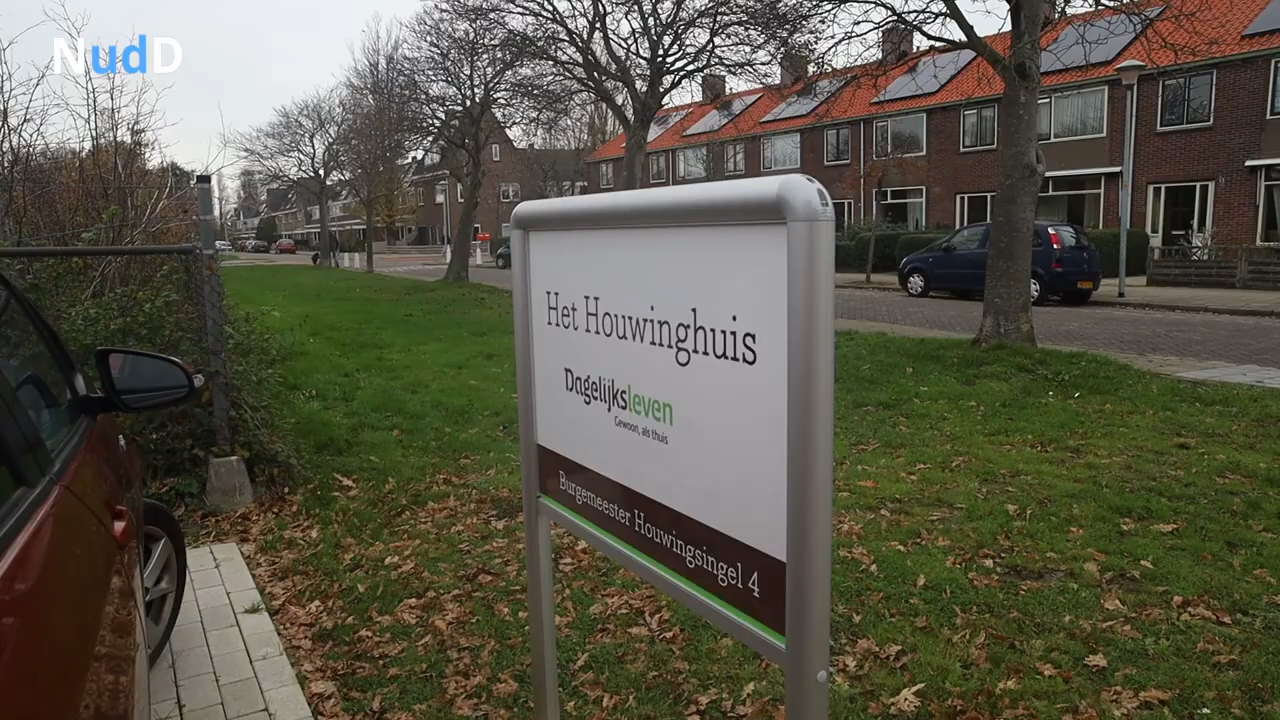 NudD
Het Houwinghuis
Dagelijksleven
Gewoon, als thuis
Burgemeester Houwingsingel 4